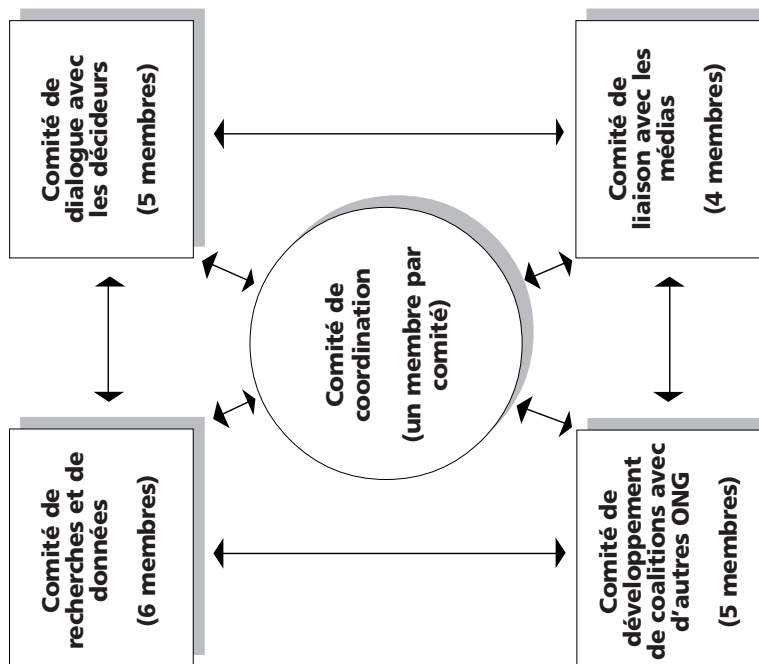 Comité de
recherches et de
données
(6 membres)
Comité de
dialogue avec
les décideurs
(5 membres)
Comité de
coordination
(un membre par
comité)
Comité de
développement
de coalitions avec
d'autres ONG
(5 membres)
Comité de
liaison avec les
médias
(4 membres)